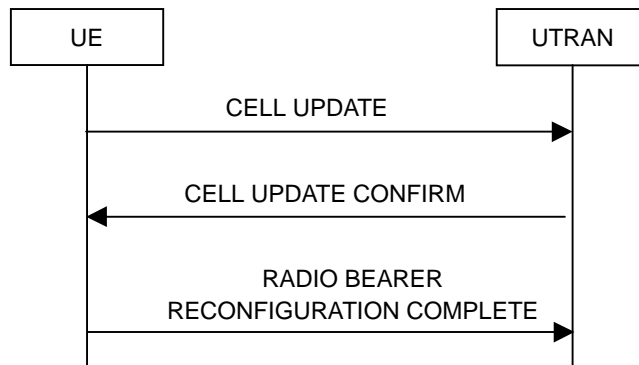 UE
UTRAN
CELL UPDATE
CELL UPDATE CONFIRM
RADIO BEARER
RECONFIGURATION COMPLETE